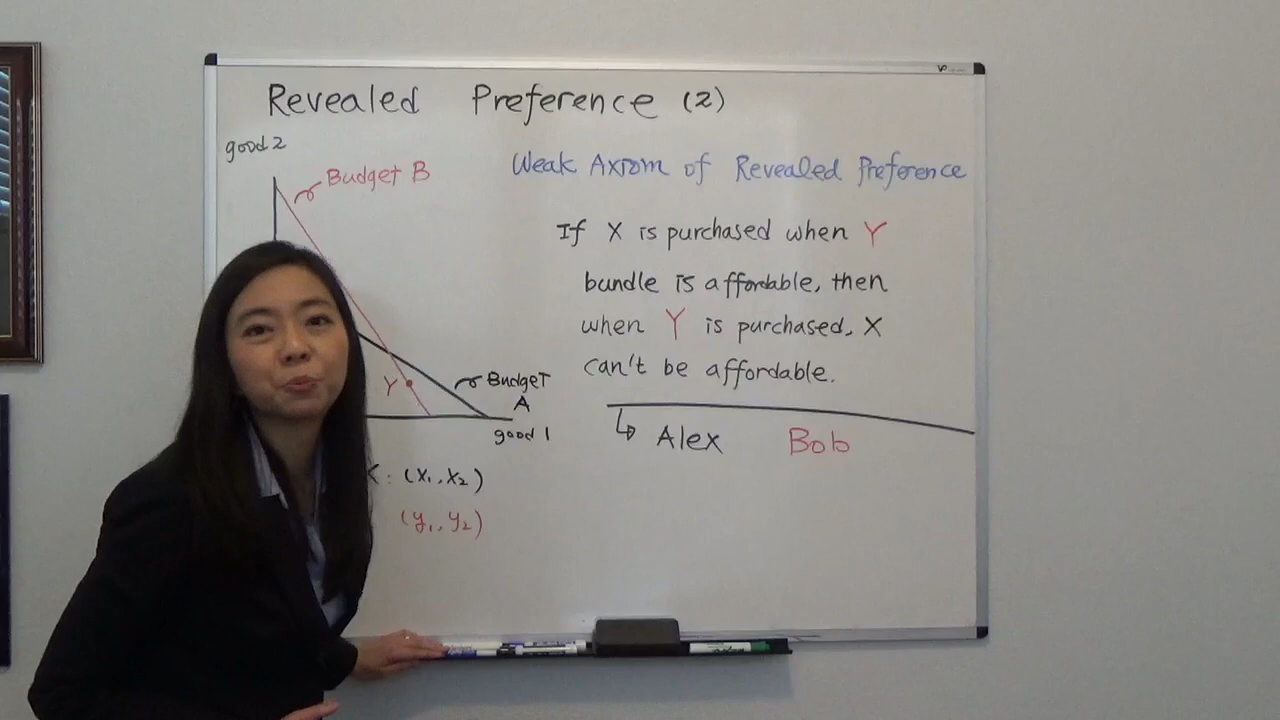 Revealed Preference (2)
good 2
Budget B
Weak Axiom of Revealed Preference
If X is purchased when Y
bundle is affordable, then
when Y is purchased, X
can't be affordable.
Y
Budget
A
good 1
Alex Bob
: (x₁, x₂)
(y₁, y₂)